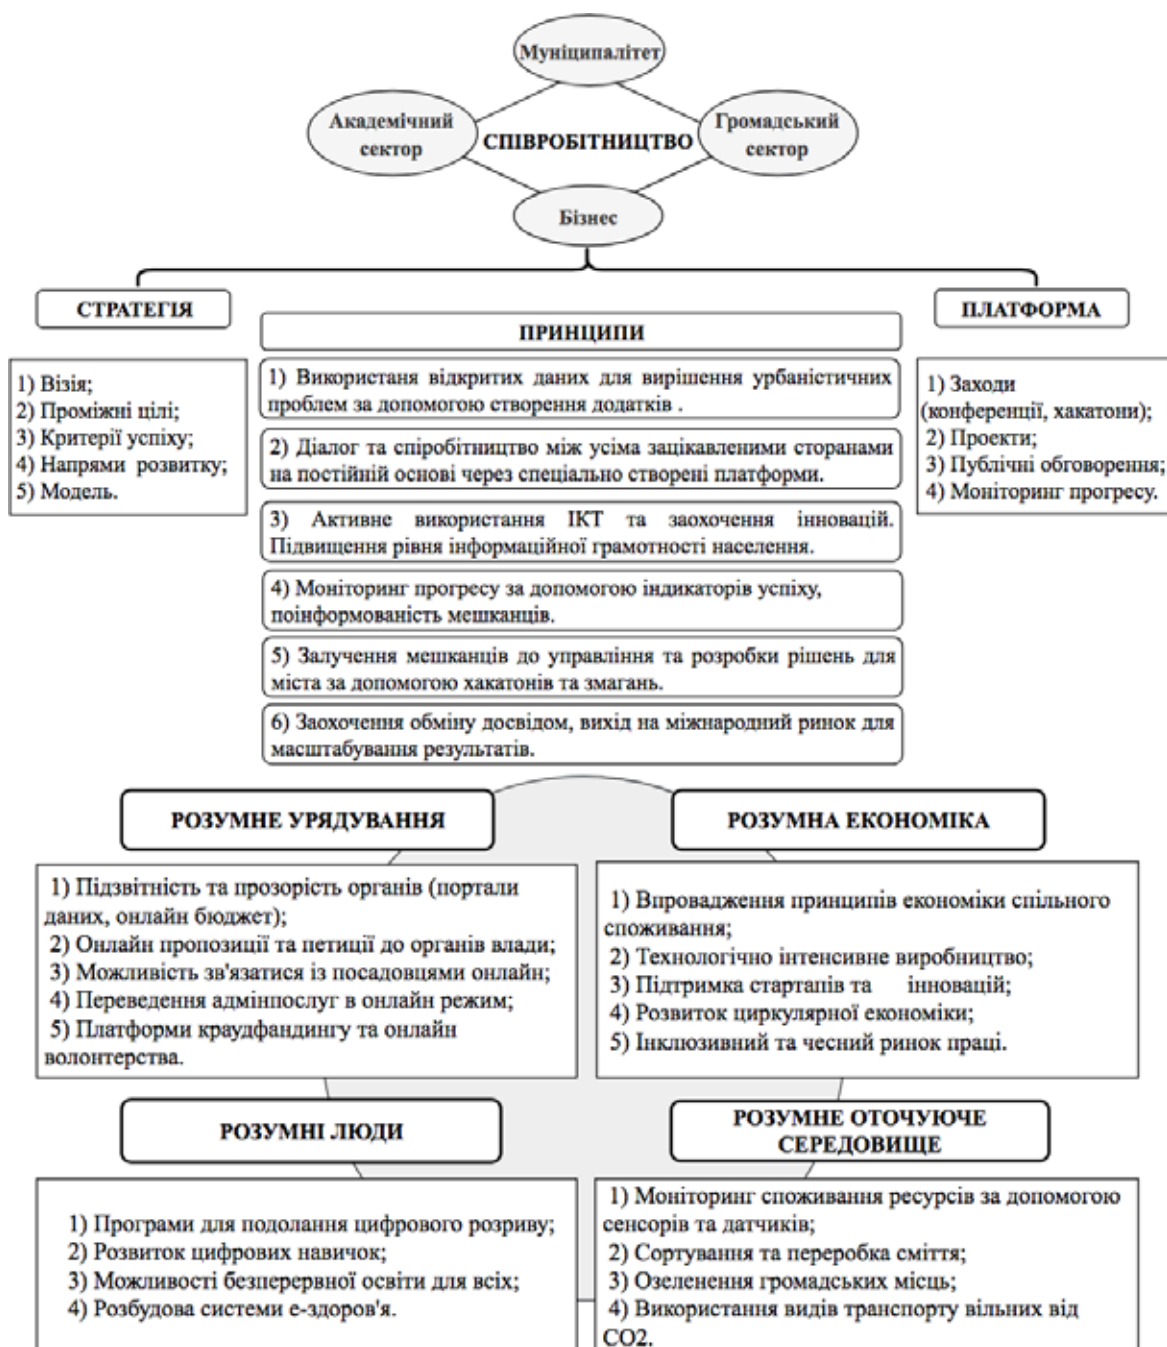 Муніципалітет
Академічний
сектор
СПІВРОБІТНИЦТВО
Громадський
сектор
Бізнес
СТРАТЕГІЯ
1) Візія;
2) Проміжні цілі;
3) Критерії успіху;
4) Напрями розвитку;
5) Модель.
ПРИНЦИПИ
1) Використаня відкритих даних для вирішення урбаністичних
проблем за допомогою створення додатків .
2) Діалог та спіробітництво між усіма зацікавленими сторанами
на постійній основі через спеціально створені платформи.
3) Активне використання ІКТ та заохочення інновацій.
Підвищення рівня інформаційної грамотності населення.
4) Моніторинг прогресу за допомогою індикаторів успіху,
поінформованість мешканців.
5) Залучення мешканців до управління та розробки рішень для
міста за допомогою хакатонів та змагань.
6) Заохочення обміну досвідом, вихід на міжнародний ринок для
масштабування результатів.
ПЛАТФОРМА
1) Заходи
(конференції, хакатони);
2) Проекти;
3) Публічні обговорення;
4) Моніторинг прогресу.
РОЗУМНЕ УРЯДУВАННЯ
1) Підзвітність та прозорість органів (портали
даних, онлайн бюджет);
2) Онлайн пропозиції та петиції до органів влади;
3) Можливість зв'язатися із посадовцями онлайн;
4) Переведення адмінпослуг в онлайн режим;
5) Платформи краудфандингу та онлайн
волонтерства.
РОЗУМНА ЕКОНОМІКА
1) Впровадження принципів економіки спільного
споживання;
2) Технологічно інтенсивне виробництво;
3) Підтримка стартапів та інновацій;
4) Розвиток циркулярної економіки;
5) Інклюзивний та чесний ринок праці.
РОЗУМНІ ЛЮДИ
1) Програми для подолання цифрового розриву;
2) Розвиток цифрових навичок;
3) Можливості безперервної освіти для всіх;
4) Розбудова системи е-здоров'я.
РОЗУМНЕ ОТОЧУЮЧЕ
СЕРЕДОВИЩЕ
1) Моніторинг споживання ресурсів за допомогою
сенсорів та датчиків;
2) Сортування та переробка сміття;
3) Озеленення громадських місць;
4) Використання видів транспорту вільних від
СО2.